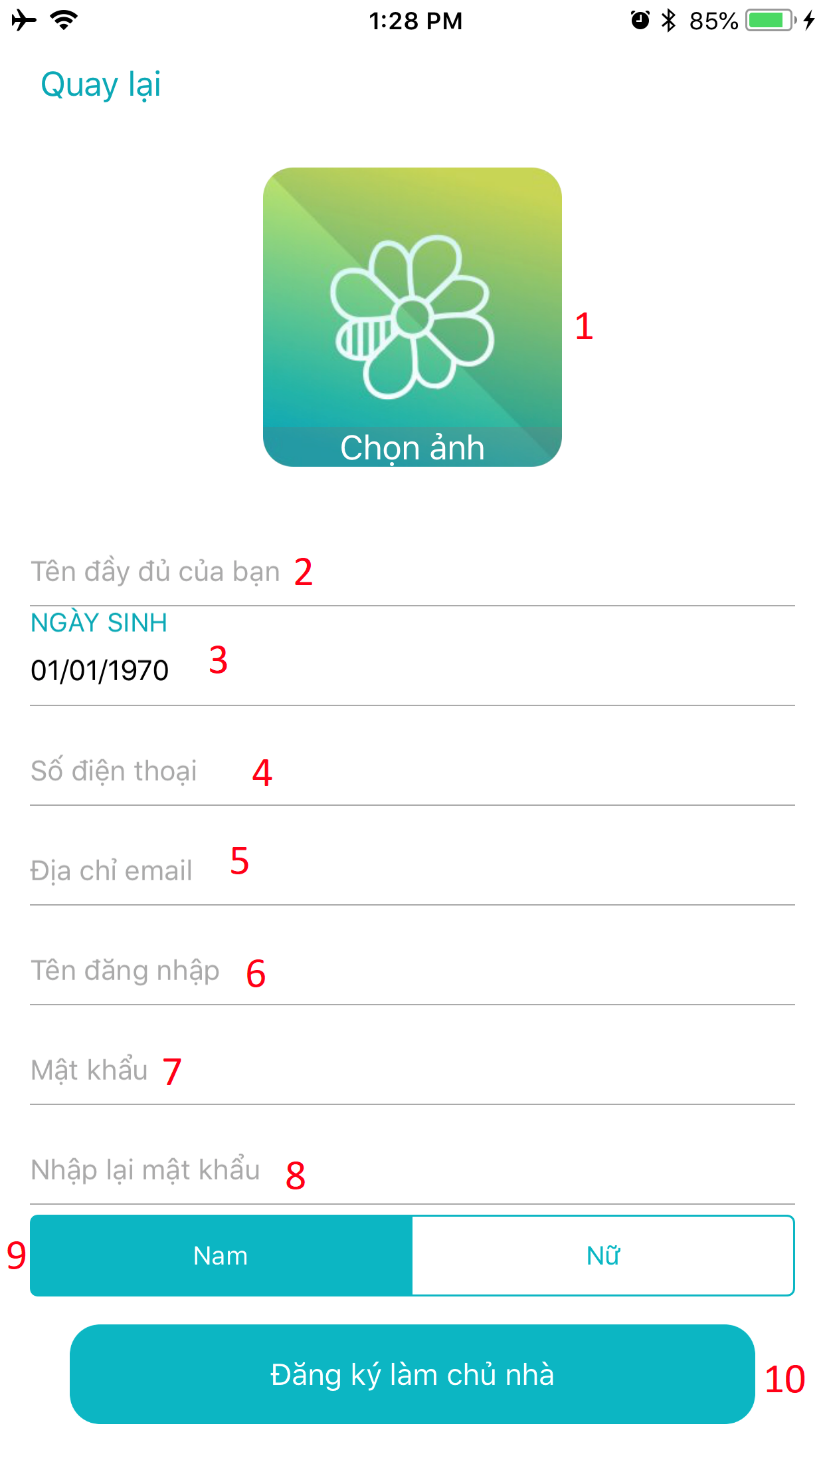 1:28 PM 85%
Quay lại
Chọn ảnh
1
Tên đầy đủ của bạn 2
NGÀY SINH
01/01/1970 3
Số điện thoại 4
Địa chỉ email 5
Tên đăng nhập 6
Mật khẩu 7
Nhập lại mật khẩu 8
9 Nam Nữ
Đăng ký làm chủ nhà 10